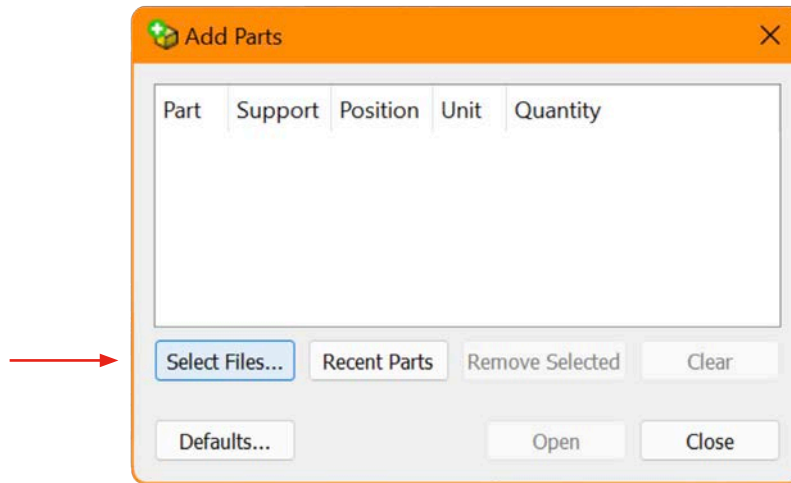 Add Parts
Part Support Position Unit Quantity
Select Files... Recent Parts Remove Selected Clear
Defaults... Open Close